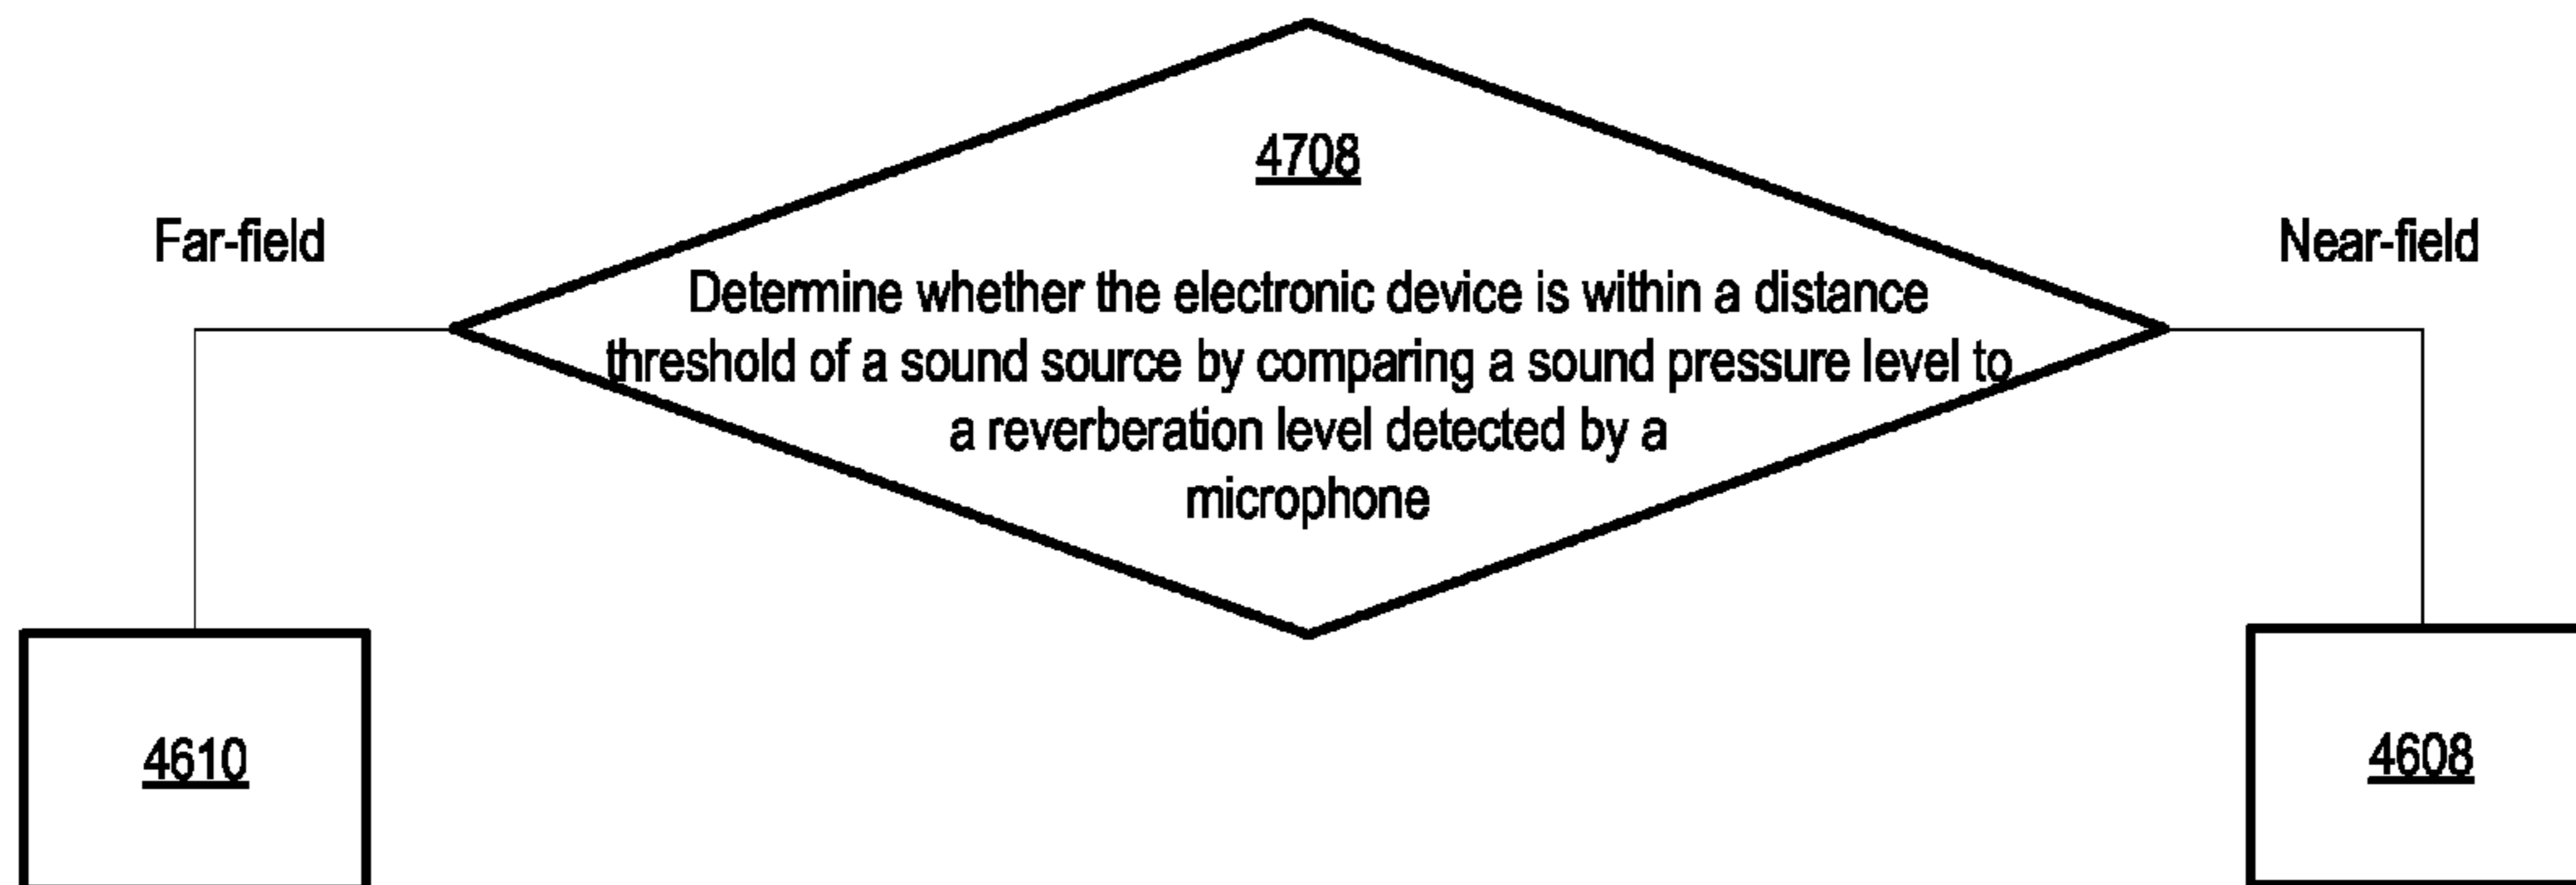 4708
Far-field
Near-field
Determine whether the electronic device is within a distance
threshold of a sound source by comparing a sound pressure level to
a reverberation level detected by a
microphone
4610
4608